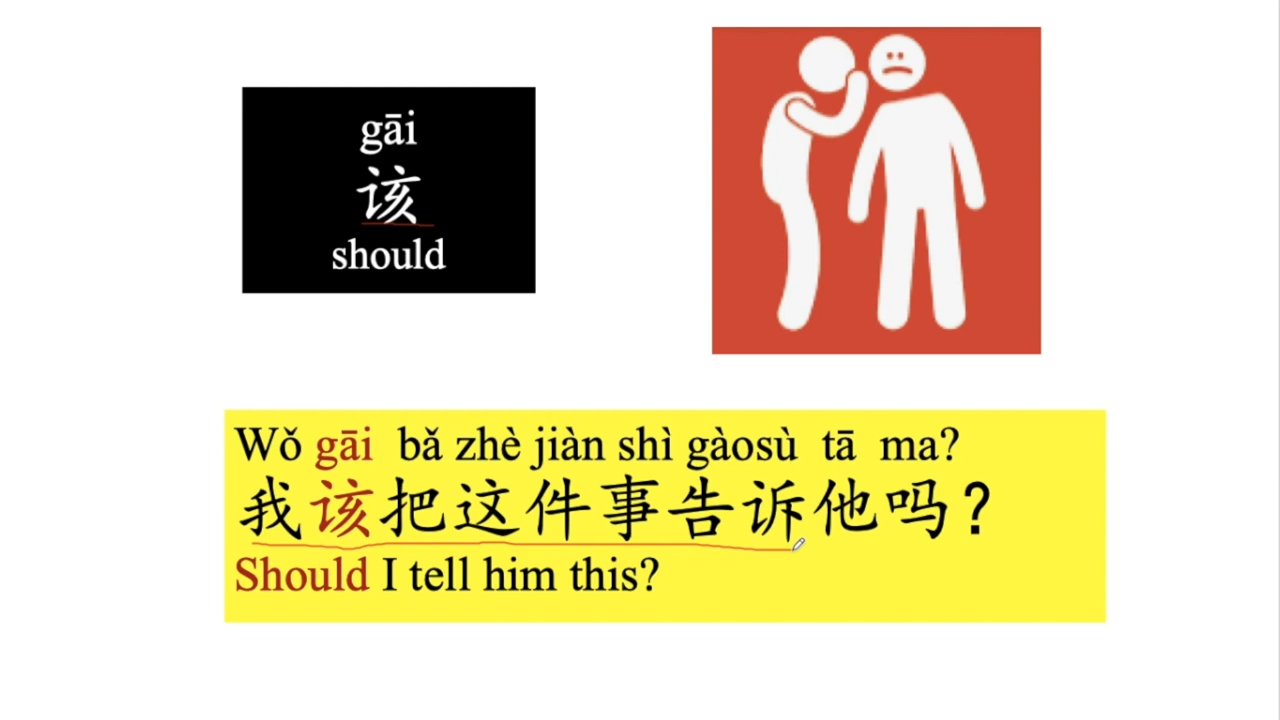 gāi
该
should
Wǒ gāi bǎ zhè jiàn shì gàosù tā ma?
我该把这件事告诉他吗？
Should I tell him this?